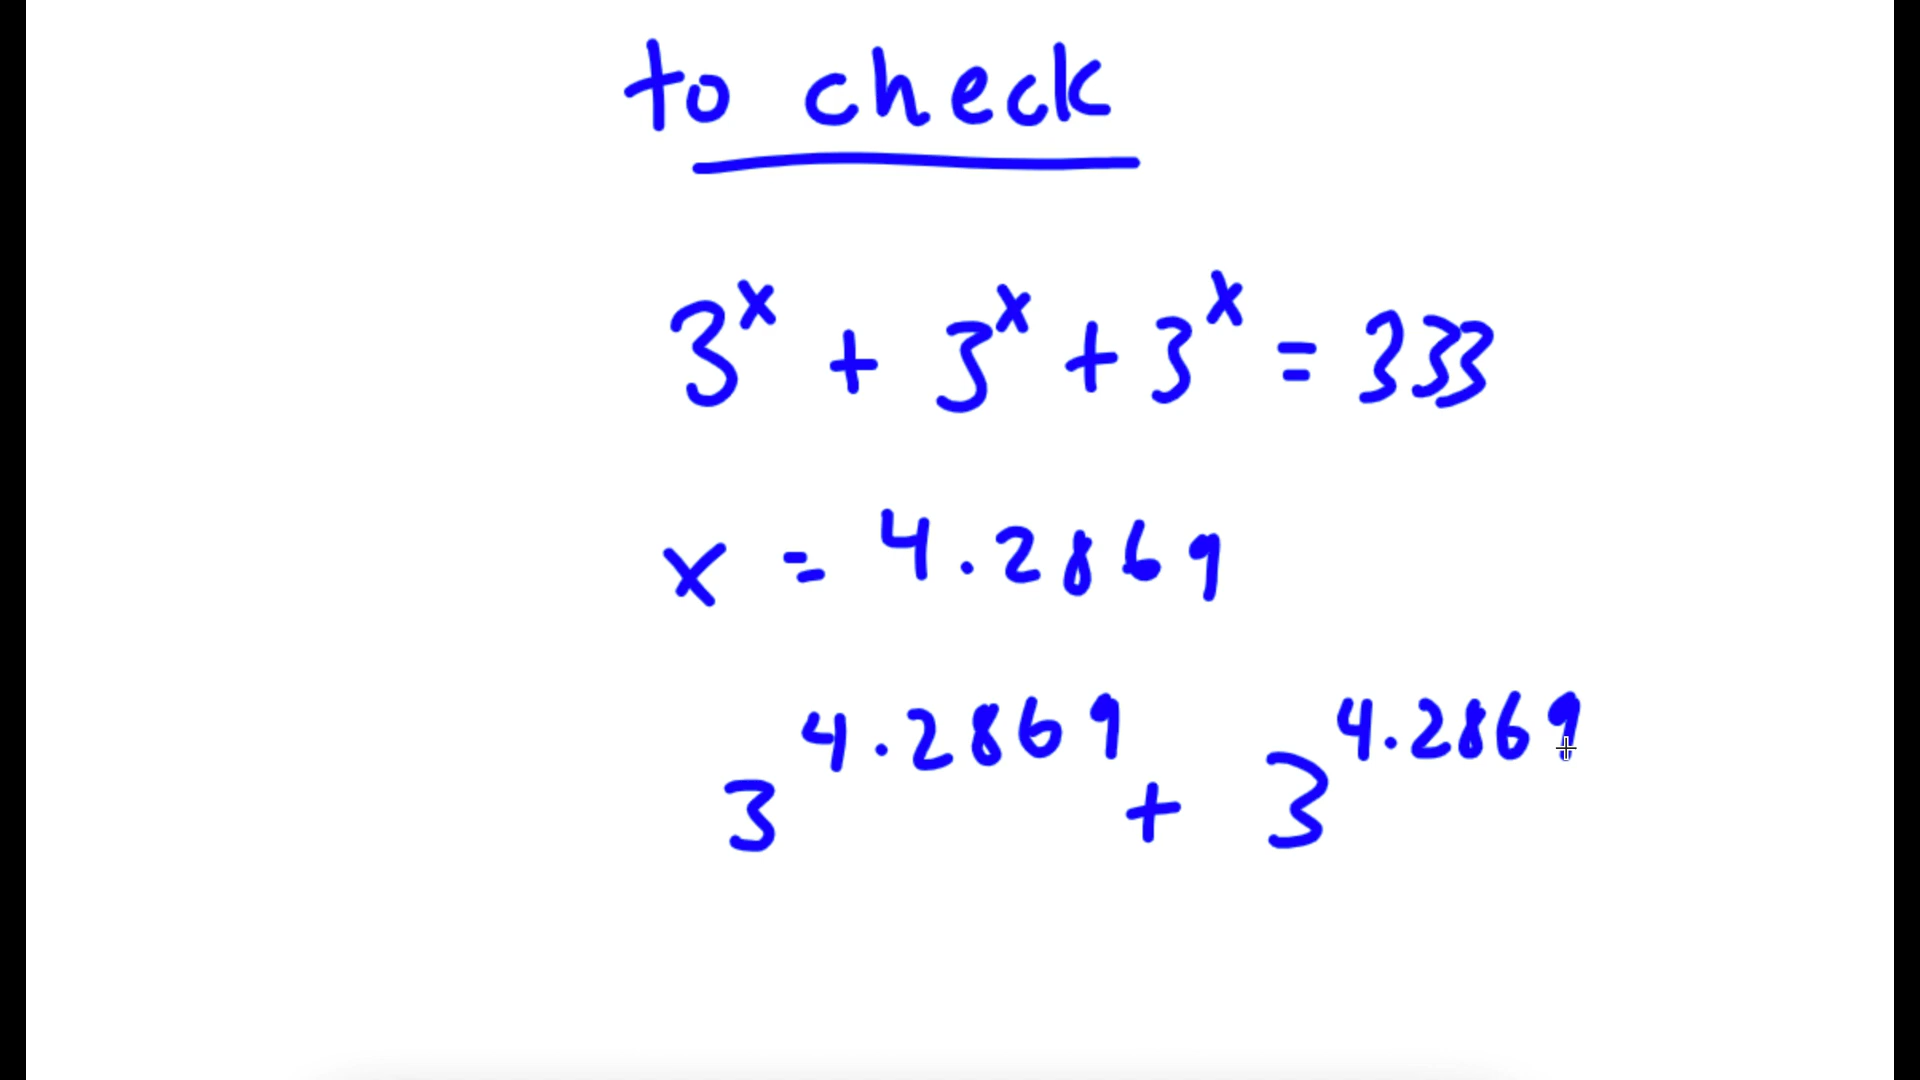 to check
3^x + 3^x + 3^x = 333
x = 4.2869
3^4.2869 + 3^4.2869